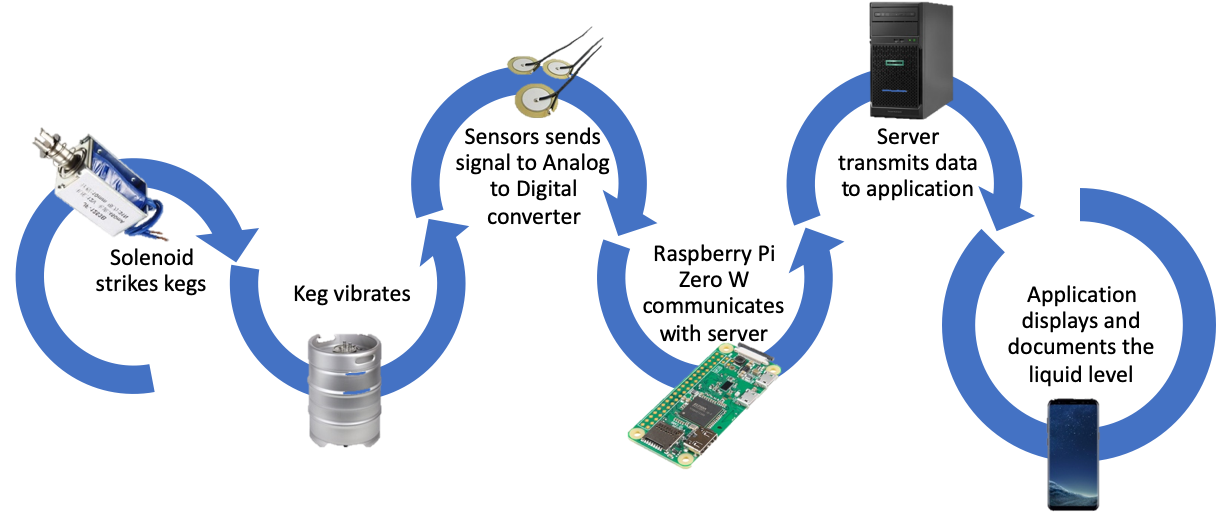 Solenoid
strikes kegs
Keg vibrates
Sensors sends
signal to Analog
to Digital
converter
Raspberry Pi
Zero W
communicates
with server
Server
transmits data
to application
Application
displays and
documents the
liquid level